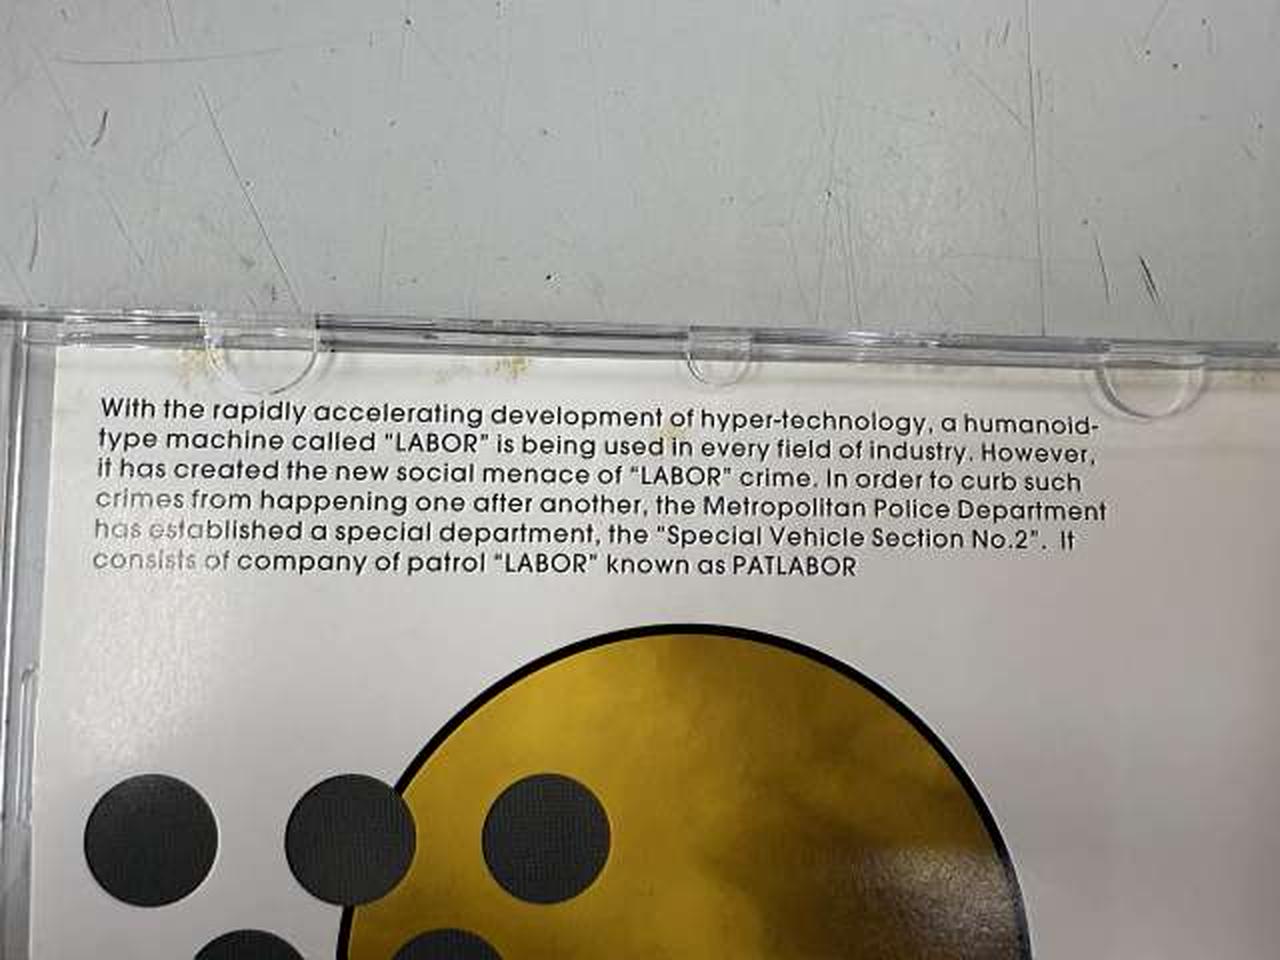 With the rapidly accelerating development of hyper-technology, a humanoid-
type machine called "LABOR" is being used in every field of industry. However,
it has created the new social menace of "LABOR" crime. In order to curb such
crimes from happening one after another, the Metropolitan Police Department
has established a special department, the "Special Vehicle Section No.2". It
consists of company of patrol "LABOR" known as PATLABOR